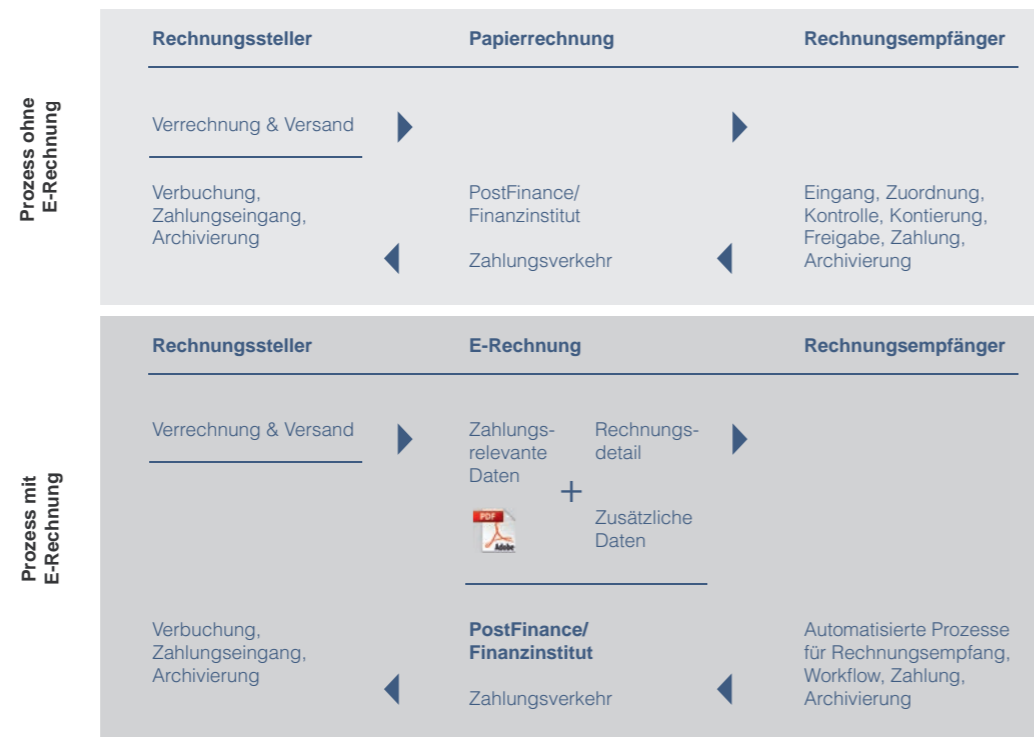 Prozess ohne
E-Rechnung
Rechnungssteller
Papierrechnung
Rechnungsempfänger
Verrechnung & Versand
Verbuchung,
Zahlungseingang,
Archivierung
PostFinance/
Finanzinstitut
Zahlungsverkehr
Eingang, Zuordnung,
Kontrolle, Kontierung,
Freigabe, Zahlung,
Archivierung
Prozess mit
E-Rechnung
Rechnungssteller
E-Rechnung
Rechnungsempfänger
Verrechnung & Versand
Zahlungs-
relevante
Daten
PDF
Adobe
+
Rechnungs-
detail
Zusätzliche
Daten
Verbuchung,
Zahlungseingang,
Archivierung
PostFinance/
Finanzinstitut
Zahlungsverkehr
Automatisierte Prozesse
für Rechnungsempfang,
Workflow, Zahlung,
Archivierung